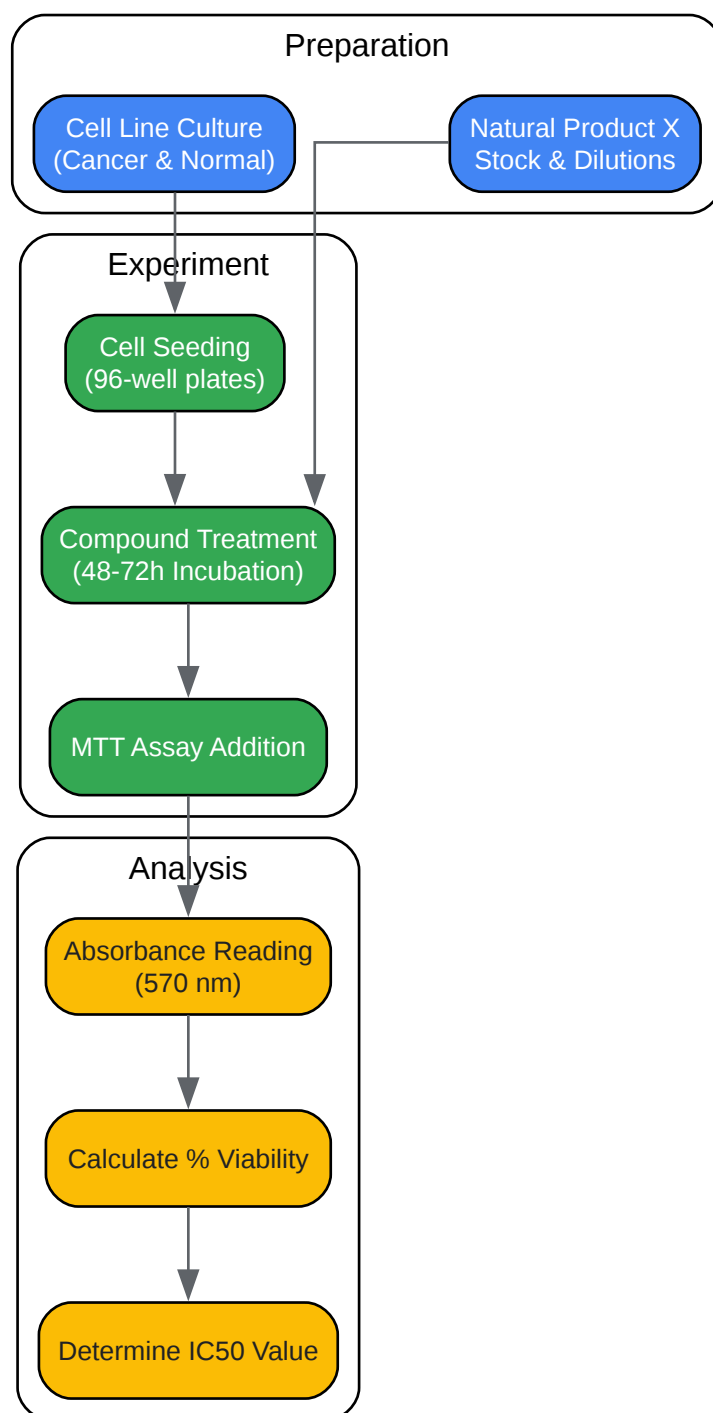 Preparation
Cell Line Culture
(Cancer & Normal)
Natural Product X
Stock & Dilutions
Experiment
Cell Seeding
(96-well plates)
Compound Treatment
(48-72h Incubation)
MTT Assay Addition
Analysis
Absorbance Reading
(570 nm)
Calculate % Viability
Determine IC50 Value